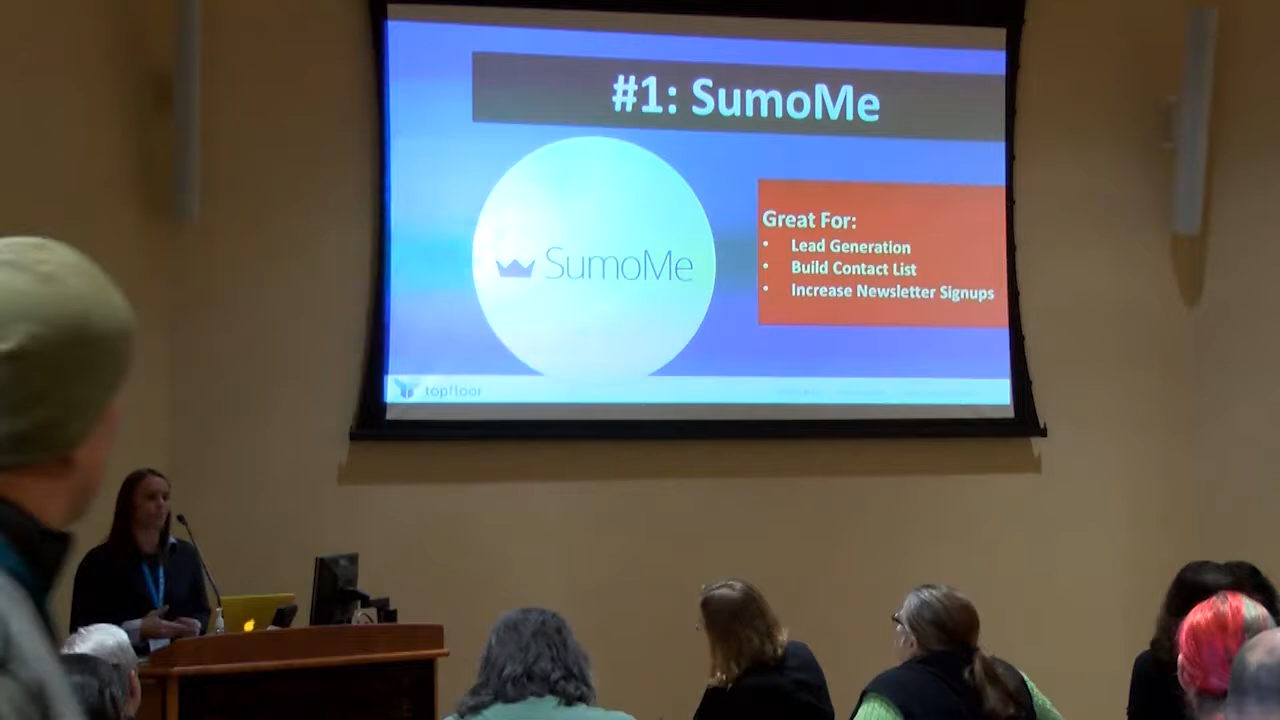 #1: SumoMe
SumoMe
Great For:
• Lead Generation
• Build Contact List
• Increase Newsletter Signups
topfloor